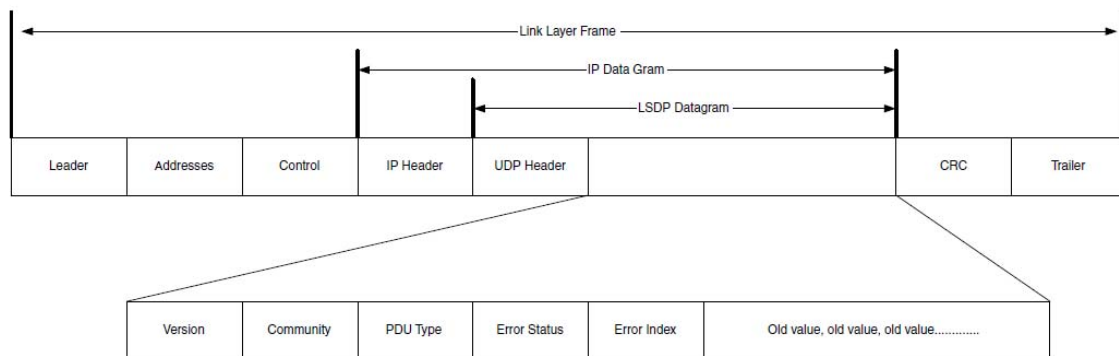 Link Layer Frame
IP Data Gram
LSDP Datagram
Leader Addresses Control IP Header UDP Header CRC Trailer
Version Community PDU Type Error Status Error Index Old value, old value, old value.............